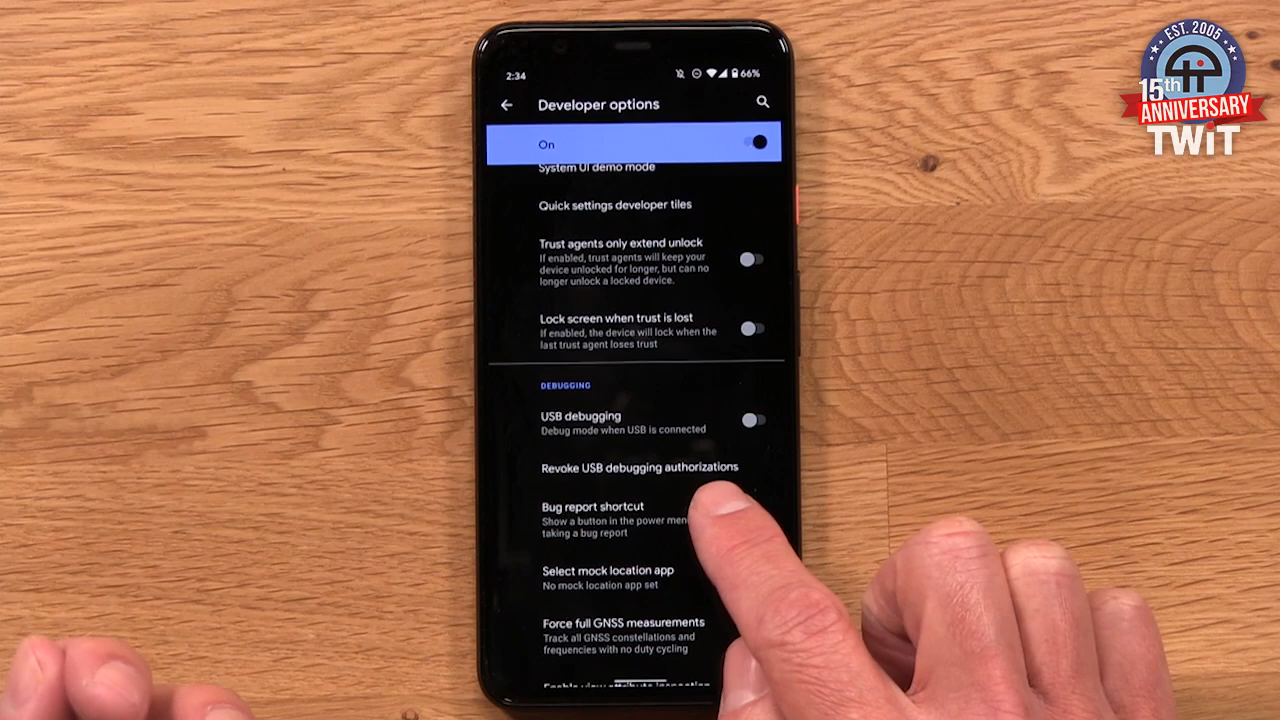 2:34
66%
Developer options
On
System UI demo mode
Quick settings developer tiles
Trust agents only extend unlock
If enabled, trust agents will keep your
device unlocked for longer, but can no
longer unlock a locked device.
Lock screen when trust is lost
If enabled, the device will lock when the
last trust agent loses trust
DEBUGGING
USB debugging
Debug mode when USB is connected
Revoke USB debugging authorizations
Bug report shortcut
Show a button in the power menu
taking a bug report
Select mock location app
No mock location app set
Force full GNSS measurements
Track all GNSS constellations and
frequencies with no duty cycling
Enable view attribute inspection
EST. 2005
15th
ANNIVERSARY
TWiT